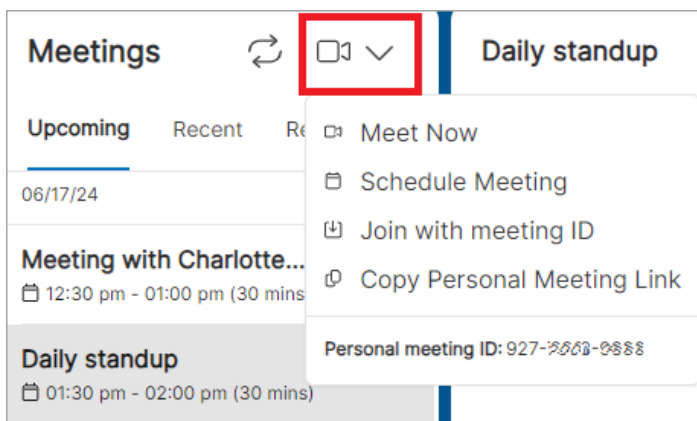 Meetings
Daily standup
Upcoming Recent Re
Meet Now
Schedule Meeting
Join with meeting ID
Copy Personal Meeting Link
Personal meeting ID: 927-
06/17/24
Meeting with Charlotte...
12:30 pm - 01:00 pm (30 mins
Daily standup
01:30 pm - 02:00 pm (30 mins)